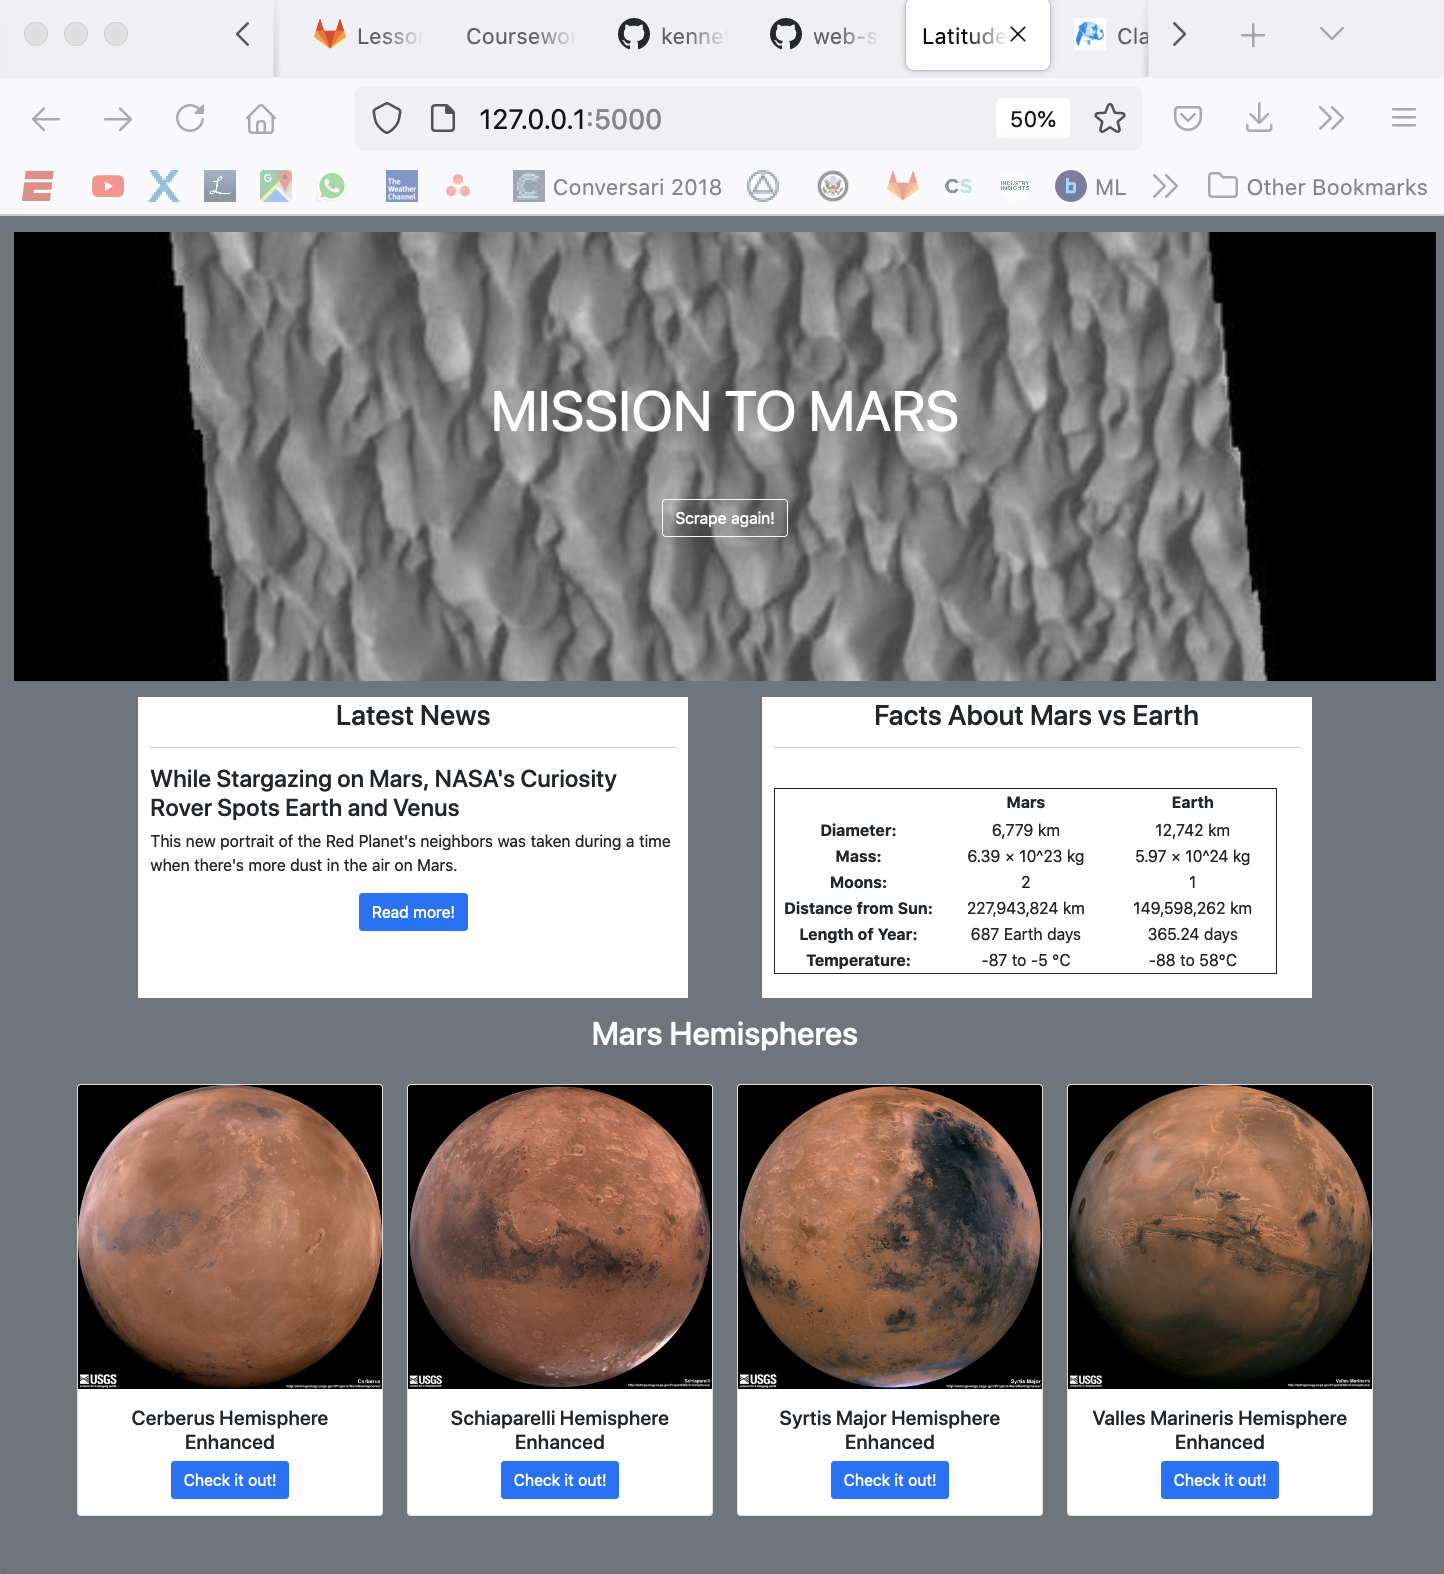 Lesso
Coursewor
kenne
web-s
Latitude
Cla
127.0.0.1:5000
50%
The Weather Channel
Conversari 2018
CS
INDUSTRY INSIGHTS
b
ML
Other Bookmarks
MISSION TO MARS
Scrape again!
Latest News
While Stargazing on Mars, NASA's Curiosity
Rover Spots Earth and Venus
This new portrait of the Red Planet's neighbors was taken during a time
when there's more dust in the air on Mars.
Read more!
Facts About Mars vs Earth
Mars Earth
Diameter: 6,779 km 12,742 km
Mass: 6.39 × 10^23 kg 5.97 × 10^24 kg
Moons: 2 1
Distance from Sun: 227,943,824 km 149,598,262 km
Length of Year: 687 Earth days 365.24 days
Temperature: -87 to -5 °C -88 to 58°C
Mars Hemispheres
USGS
Cerberus
USGS
Schiaparelli
USGS
Syrtis Major
USGS
Valles Marineris
Cerberus Hemisphere
Enhanced
Check it out!
Schiaparelli Hemisphere
Enhanced
Check it out!
Syrtis Major Hemisphere
Enhanced
Check it out!
Valles Marineris Hemisphere
Enhanced
Check it out!